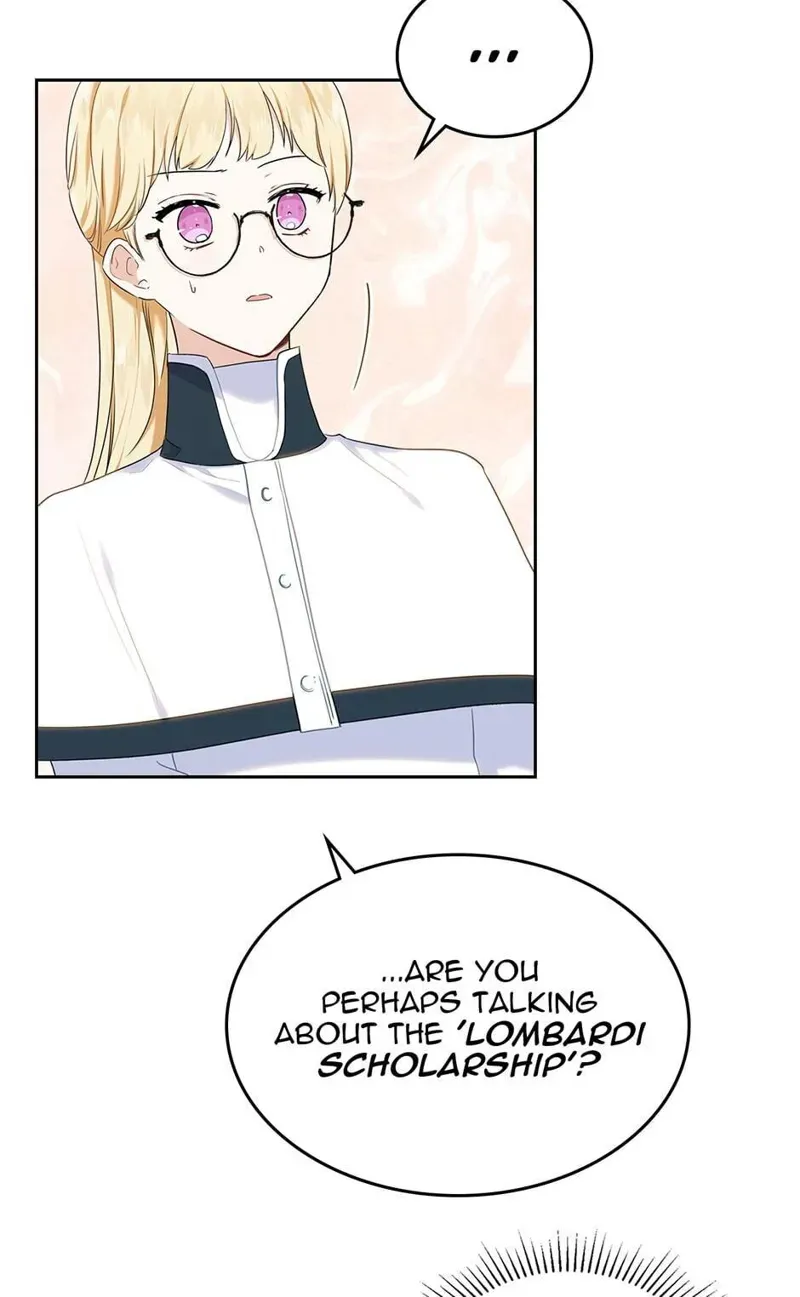 ...
...ARE YOU
PERHAPS TALKING
ABOUT THE 'LOMBARDI
SCHOLARSHIP'?